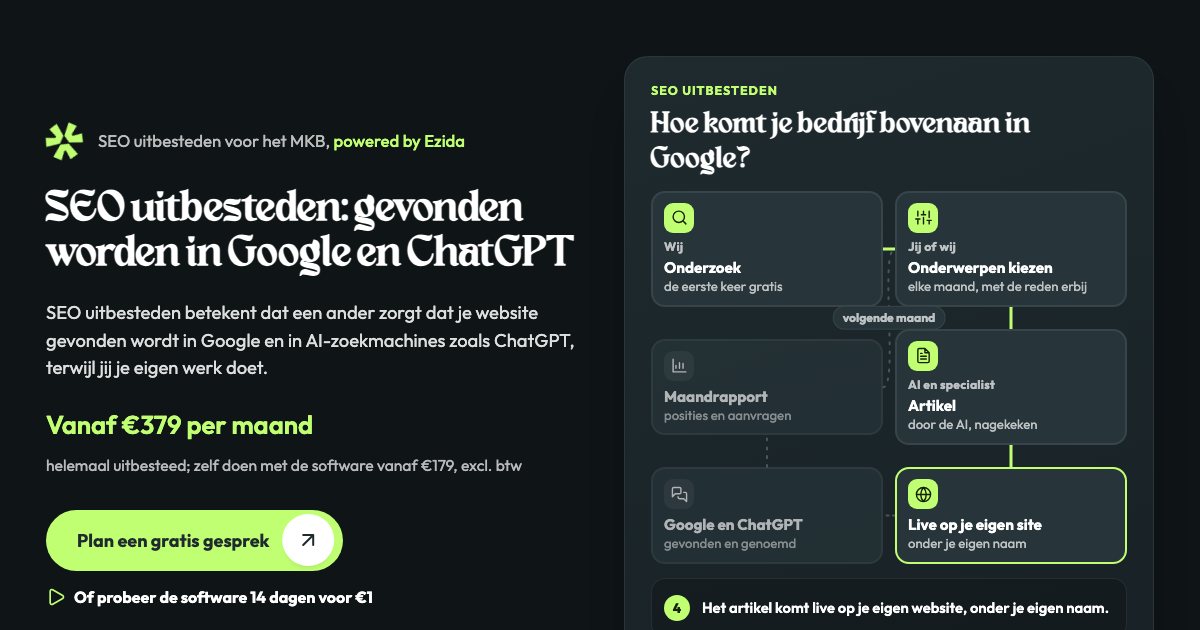 SEO uitbesteden voor het MKB, powered by Ezida
SEO uitbesteden: gevonden
worden in Google en ChatGPT
SEO uitbesteden betekent dat een ander zorgt dat je website
gevonden wordt in Google en in AI-zoekmachines zoals ChatGPT,
terwijl jij je eigen werk doet.
Vanaf €379 per maand
helemaal uitbesteed; zelf doen met de software vanaf €179, excl. btw
Plan een gratis gesprek
Of probeer de software 14 dagen voor €1
SEO UITBESTEDEN
Hoe komt je bedrijf bovenaan in
Google?
Wij
Onderzoek
de eerste keer gratis
Jij of wij
Onderwerpen kiezen
elke maand, met de reden erbij
volgende maand
Maandrapport
posities en aanvragen
AI en specialist
Artikel
door de AI, nagekeken
Google en ChatGPT
gevonden en genoemd
Live op je eigen site
onder je eigen naam
4 Het artikel komt live op je eigen website, onder je eigen naam.